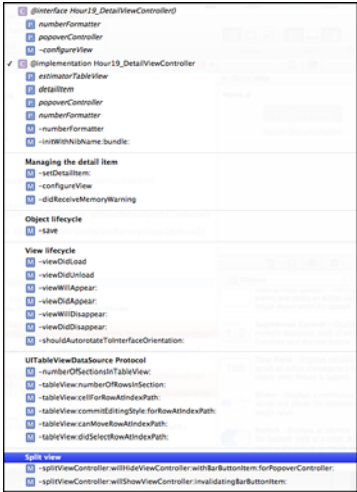 C @interface Hour19_DetailViewController()
P numberFormatter
P popoverController
M -configureView
✓ C @implementation Hour19_DetailViewController
P estimatorTableView
P detailItem
P popoverController
P numberFormatter
M -numberFormatter
M -initWithNibName:bundle:
Managing the detail item
M -setDetailItem:
M -configureView
M -didReceiveMemoryWarning
Object lifecycle
M -save
View lifecycle
M -viewDidLoad
M -viewDidUnload
M -viewWillAppear:
M -viewDidAppear:
M -viewWillDisappear:
M -viewDidDisappear:
M -shouldAutorotateToInterfaceOrientation:
UITableViewDataSource Protocol
M -numberOfSectionsInTableView:
M -tableView:numberOfRowsInSection:
M -tableView:cellForRowAtIndexPath:
M -tableView:commitEditingStyle:forRowAtIndexPath:
M -tableView:canMoveRowAtIndexPath:
M -tableView:didSelectRowAtIndexPath:
Split view
M -splitViewController:willHideViewController:withBarButtonItem:forPopoverController:
M -splitViewController:willShowViewController:invalidatingBarButtonItem: